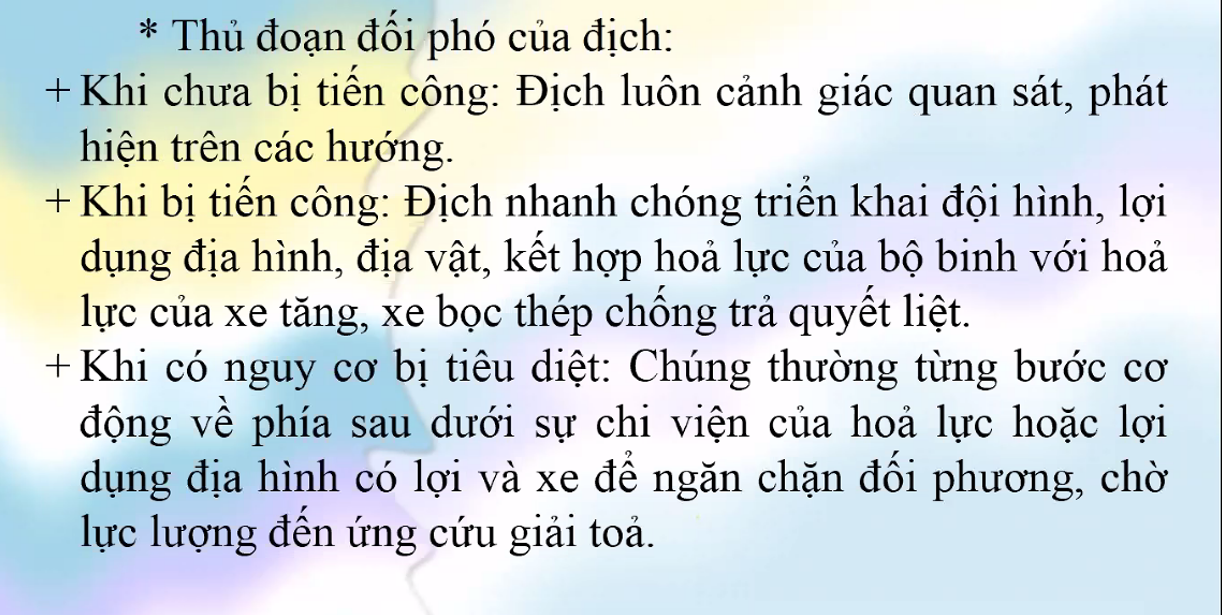 * Thủ đoạn đối phó của địch:
+ Khi chưa bị tiến công: Địch luôn cảnh giác quan sát, phát
hiện trên các hướng.
+ Khi bị tiến công: Địch nhanh chóng triển khai đội hình, lợi
dụng địa hình, địa vật, kết hợp hoả lực của bộ binh với hoả
lực của xe tăng, xe bọc thép chống trả quyết liệt.
+ Khi có nguy cơ bị tiêu diệt: Chúng thường từng bước cơ
động về phía sau dưới sự chi viện của hoả lực hoặc lợi
dụng địa hình có lợi và xe để ngăn chặn đối phương, chờ
lực lượng đến ứng cứu giải toả.